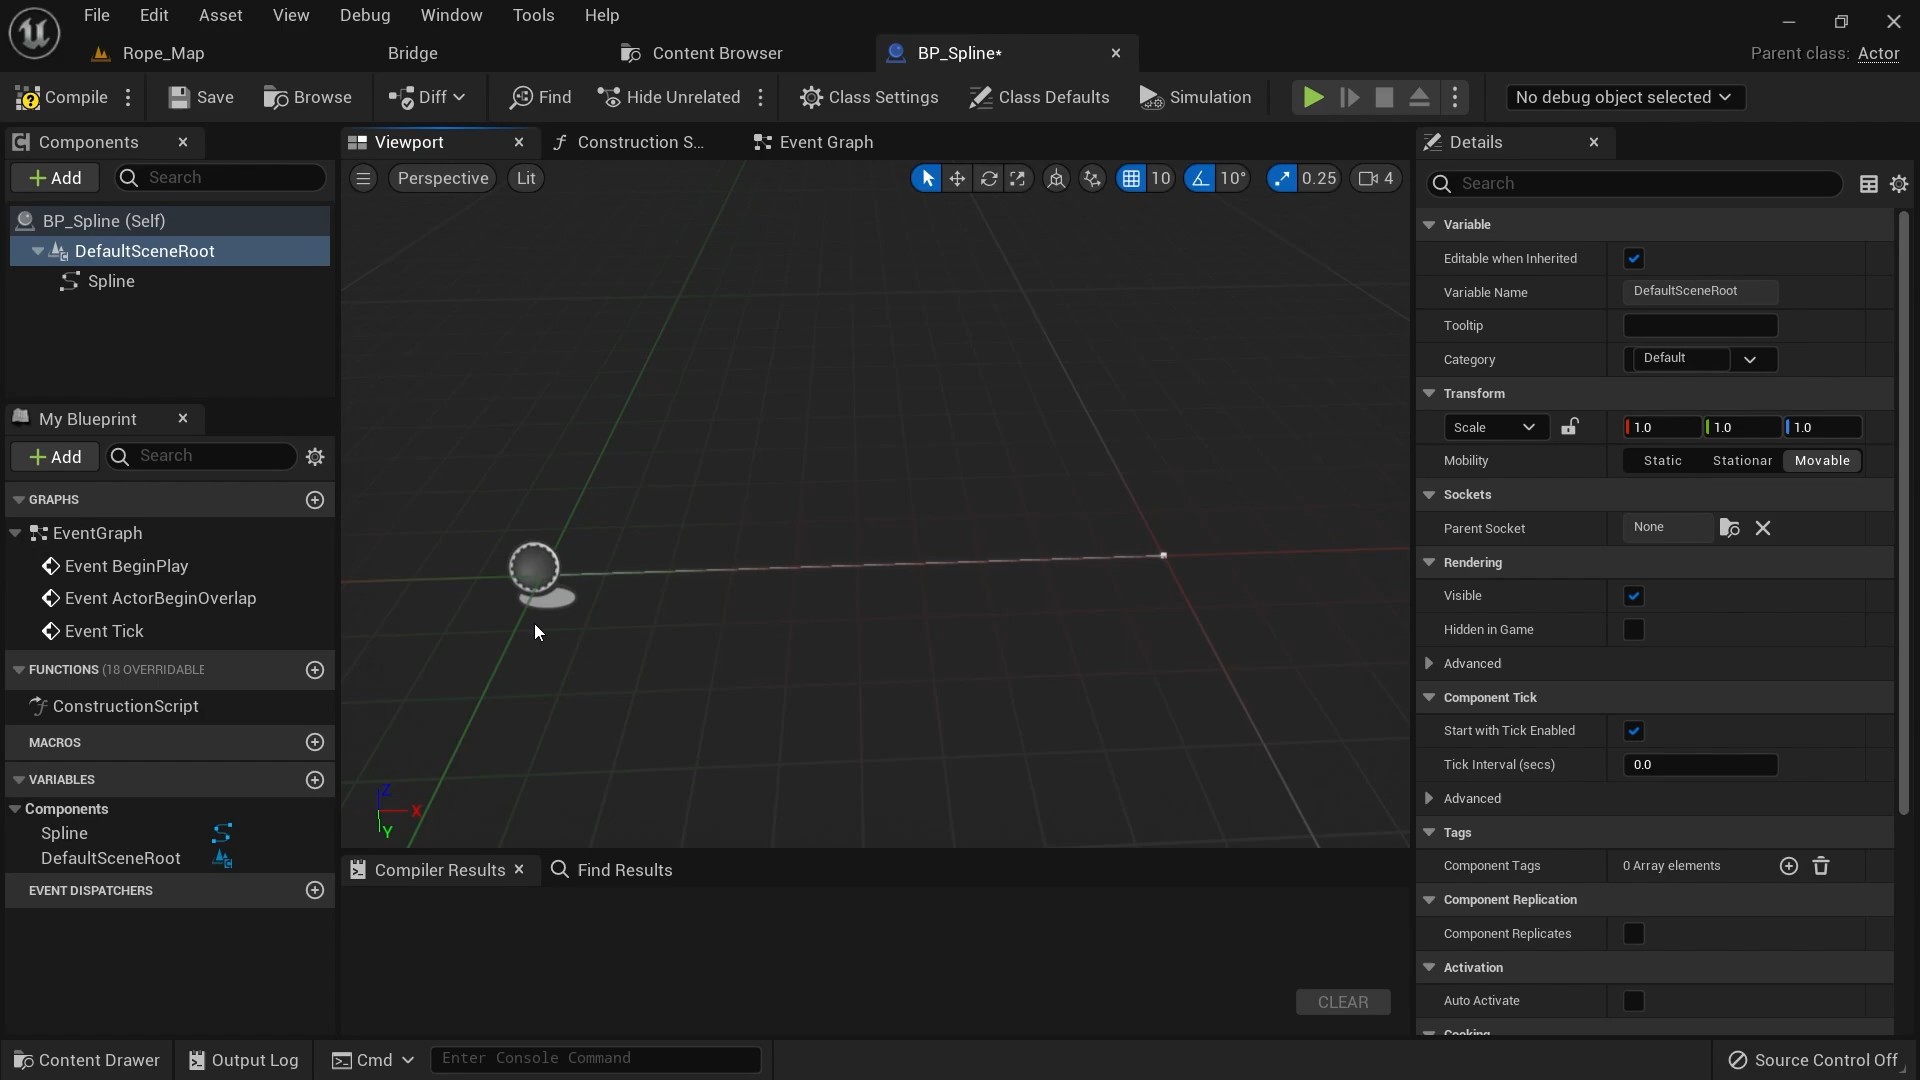 File Edit Asset View Debug Window Tools Help
Rope_Map Bridge Content Browser BP_Spline* Parent class: Actor
Compile Save Browse Diff Find Hide Unrelated Class Settings Class Defaults Simulation No debug object selected
Components
Add Search
BP_Spline (Self)
DefaultSceneRoot
Spline
My Blueprint
Add Search
GRAPHS
EventGraph
Event BeginPlay
Event ActorBeginOverlap
Event Tick
FUNCTIONS (18 OVERRIDABLE
ConstructionScript
MACROS
VARIABLES
Components
Spline
DefaultSceneRoot
EVENT DISPATCHERS
Viewport Construction S... Event Graph
Perspective Lit 10 10° 0.25 4
Z
X
Y
Compiler Results Find Results
CLEAR
Details
Search
Variable
Editable when Inherited
Variable Name DefaultSceneRoot
Tooltip
Category Default
Transform
Scale 1.0 1.0 1.0
Mobility Static Stationar Movable
Sockets
Parent Socket None
Rendering
Visible
Hidden in Game
Advanced
Component Tick
Start with Tick Enabled
Tick Interval (secs) 0.0
Advanced
Tags
Component Tags 0 Array elements
Component Replication
Component Replicates
Activation
Auto Activate
Cooking
Content Drawer Output Log Cmd Enter Console Command Source Control Off